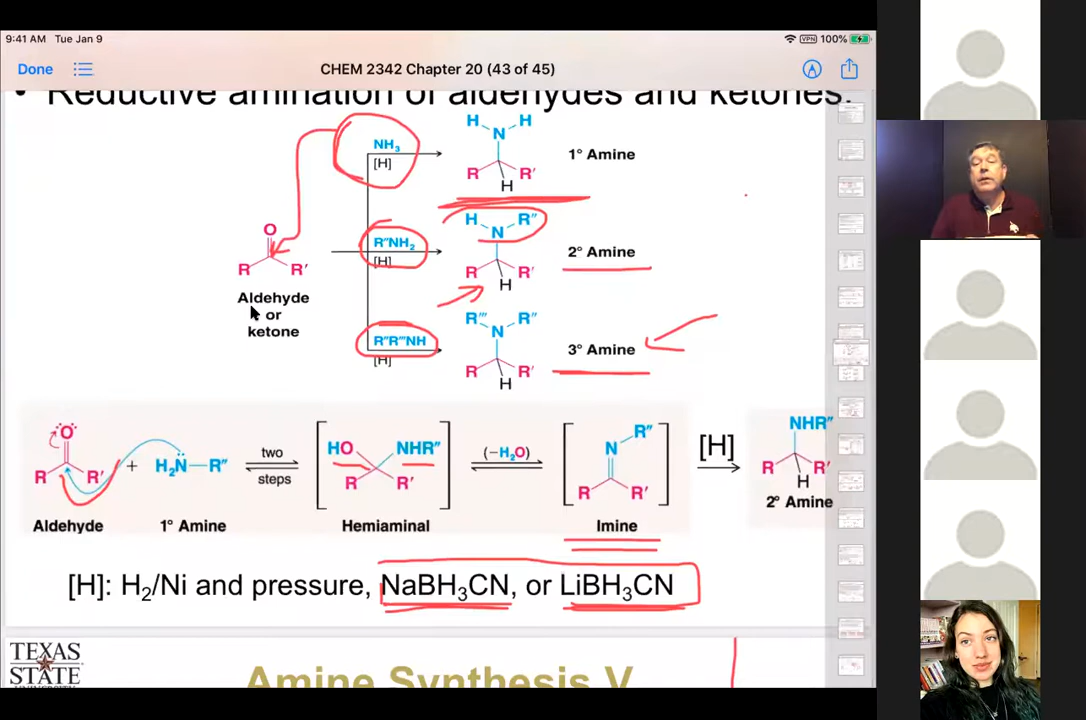 9:41 AM Tue Jan 9
VPN 100%
Done
CHEM 2342 Chapter 20 (43 of 45)
• Reductive amination of aldehydes and ketones.
H H
N
NH₃
[H]
1° Amine
R R'
H
O
R R'
Aldehyde
or
ketone
H R″
N
R″NH₂
[H]
2° Amine
R R'
H
R‴ R″
N
R″R‴NH
[H]
3° Amine
R R'
H
:O:
R R'
+ H₂N̈—R″
two
steps
HO NHR″
R R'
(−H₂O)
R″
N
R R'
[H]
NHR″
R R'
H
Aldehyde
1° Amine
Hemiaminal
Imine
2° Amine
[H]: H₂/Ni and pressure, NaBH₃CN, or LiBH₃CN
TEXAS
STATE
Amine Synthesis V